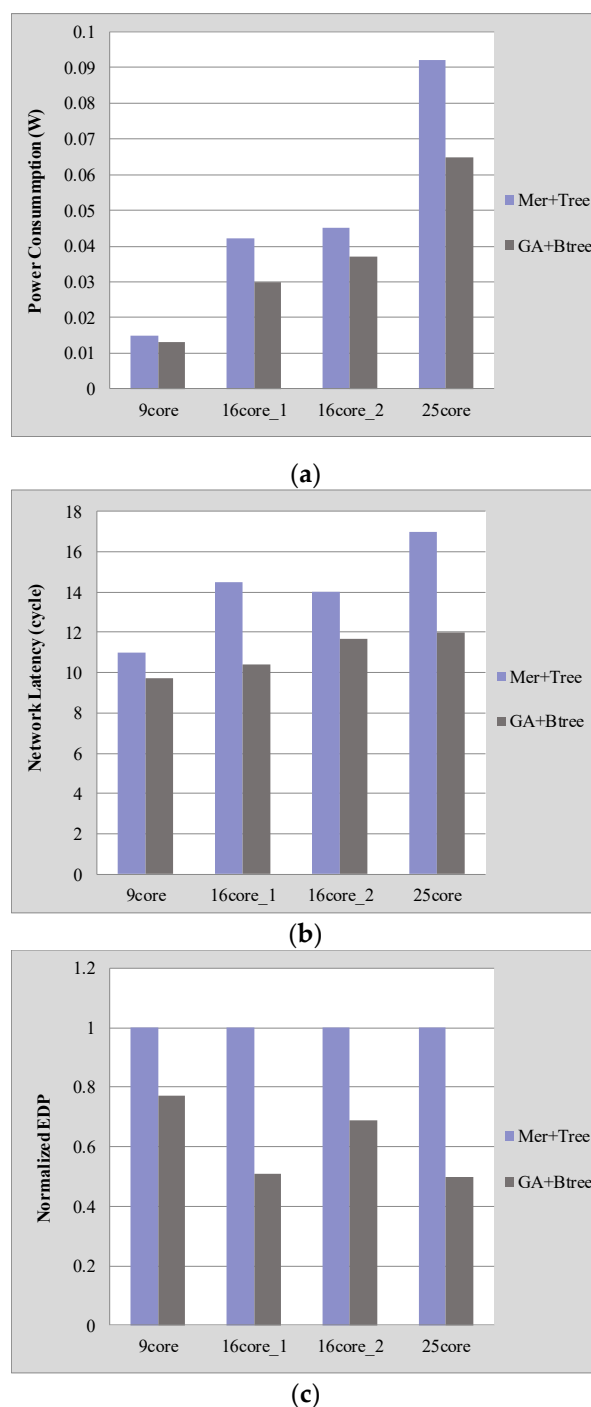 0.1
0.09
0.08
0.07
0.06
0.05
0.04
0.03
0.02
0.01
0
Power Consummption (W)
9core 16core_1 16core_2 25core
Mer+Tree
GA+Btree
(a)
18
16
14
12
10
8
6
4
2
0
Network Latency (cycle)
9core 16core_1 16core_2 25core
Mer+Tree
GA+Btree
(b)
1.2
1
0.8
0.6
0.4
0.2
0
Normalized EDP
9core 16core_1 16core_2 25core
Mer+Tree
GA+Btree
(c)